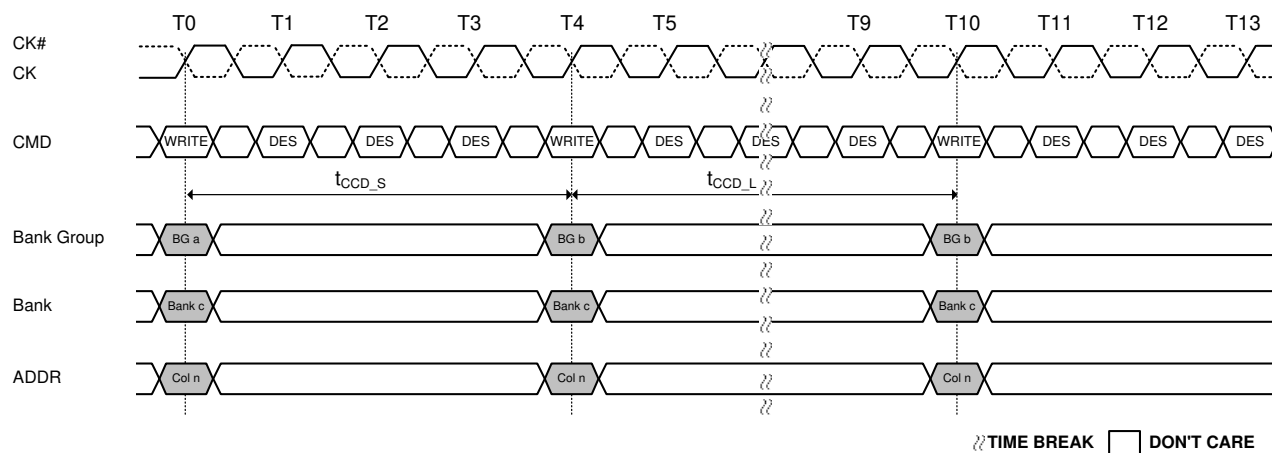 T0 T1 T2 T3 T4 T5 T9 T10 T11 T12 T13
CK#
CK
CMD WRITE DES DES DES WRITE DES DES DES WRITE DES DES DES
tCCD_S tCCD_L
Bank Group BG a BG b BG b
Bank Bank c Bank c Bank c
ADDR Col n Col n Col n
TIME BREAK DON'T CARE